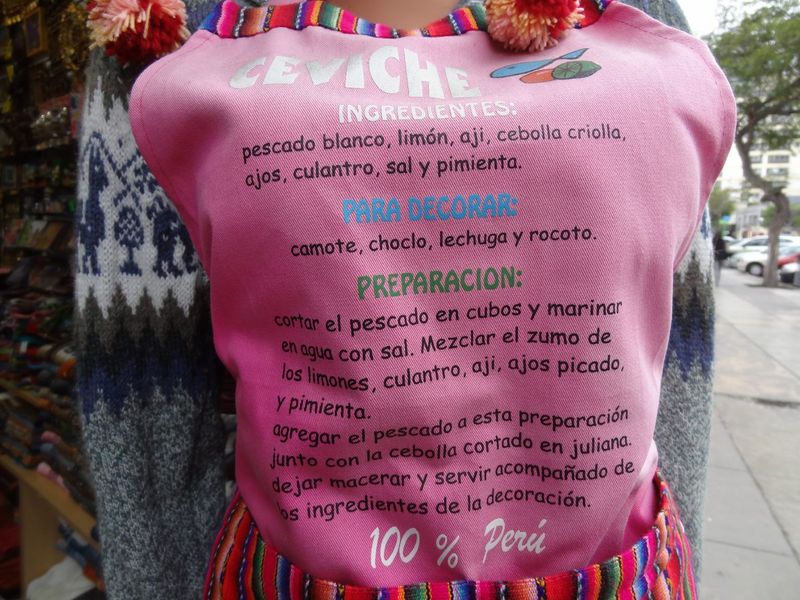 CEVICHE
INGREDIENTES:
pescado blanco, limón, aji, cebolla criolla,
ajos, culantro, sal y pimienta.
PARA DECORAR:
camote, choclo, lechuga y rocoto.
PREPARACION:
cortar el pescado en cubos y marinar
en agua con sal. Mezclar el zumo de
los limones, culantro, aji, ajos picado,
y pimienta.
agregar el pescado a esta preparación
junto con la cebolla cortado en juliana.
dejar macerar y servir acompañado de
los ingredientes de la decoración.
100 % Perú